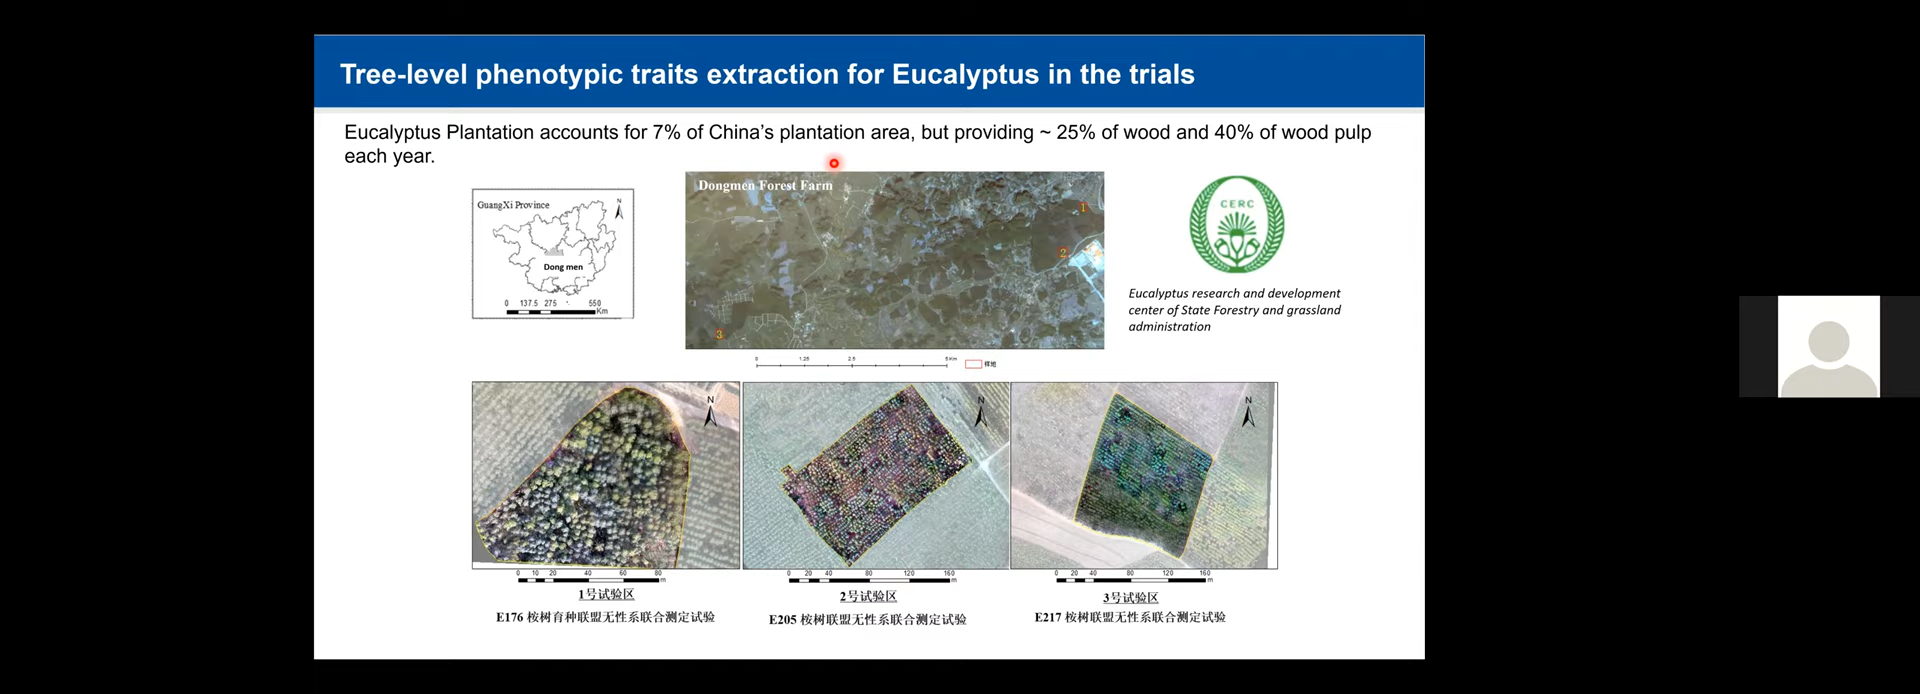 Tree-level phenotypic traits extraction for Eucalyptus in the trials
Eucalyptus Plantation accounts for 7% of China's plantation area, but providing ~ 25% of wood and 40% of wood pulp
each year.
GuangXi Province
N
Dong men
0 137.5 275 550
Km
Dongmen Forest Farm
1
2
3
0 1.25 2.5 5 Km
样地
CERC
Eucalyptus research and development
center of State Forestry and grassland
administration
N
0 10 20 40 60 80
m
1号试验区
E176 桉树育种联盟无性系联合测定试验
N
0 20 40 80 120 160
m
2号试验区
E205 桉树联盟无性系联合测定试验
N
0 20 40 80 120 160
m
3号试验区
E217 桉树联盟无性系联合测定试验